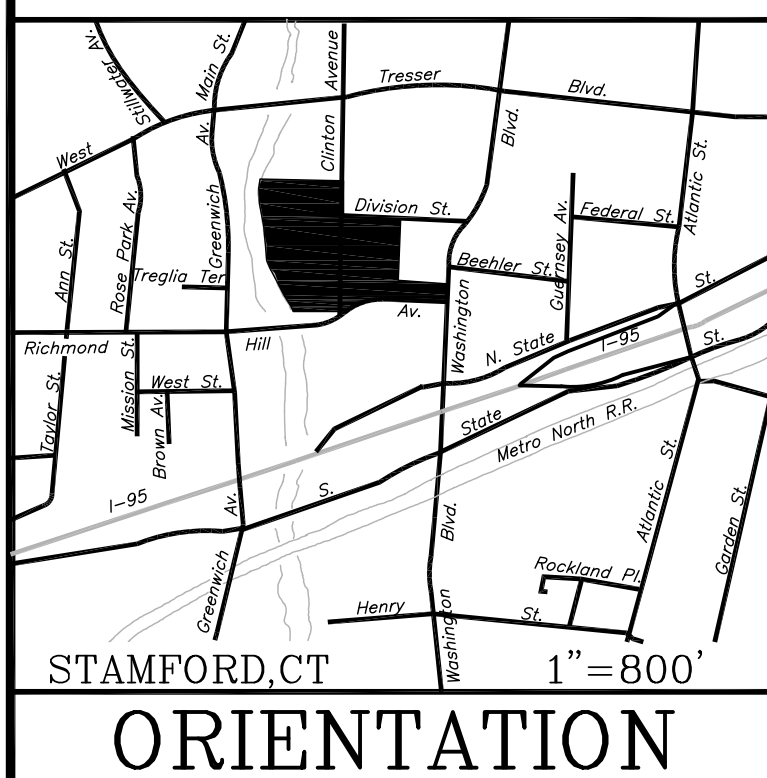 Stillwater Av.
Main St.
Avenue
Tresser
Blvd.
Clinton
Av.
Blvd.
West
Atlantic St.
Rose Park Av.
Greenwich
Division St.
Federal St.
Ann St.
Guernsey Av.
Treglia Ter
Beehler St.
St.
Av.
Washington
Richmond
Hill
N. State
I-95
St.
Mission St.
West St.
Taylor St.
Brown Av.
State
Metro North R.R.
I-95
Av.
S.
Blvd.
Atlantic St.
Garden St.
Greenwich
Rockland Pl.
Henry
St.
Washington
STAMFORD,CT
1"=800'
ORIENTATION